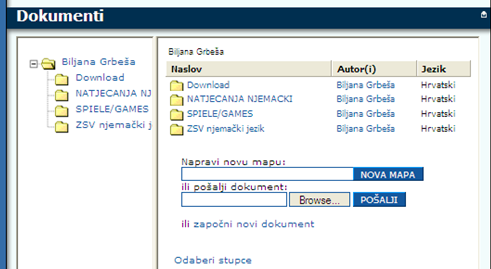 Dokumenti
Biljana Grbeša
Download
NATJECANJA NJ
SPIELE/GAMES
ZSV njemački j
Biljana Grbeša
Naslov Autor(i) Jezik
Download Biljana Grbeša Hrvatski
NATJECANJA NJEMACKI Biljana Grbeša Hrvatski
SPIELE/GAMES Biljana Grbeša Hrvatski
ZSV njemački jezik Biljana Grbeša Hrvatski
Napravi novu mapu:
NOVA MAPA
ili pošalji dokument:
Browse... POŠALJI
ili započni novi dokument
Odaberi stupce